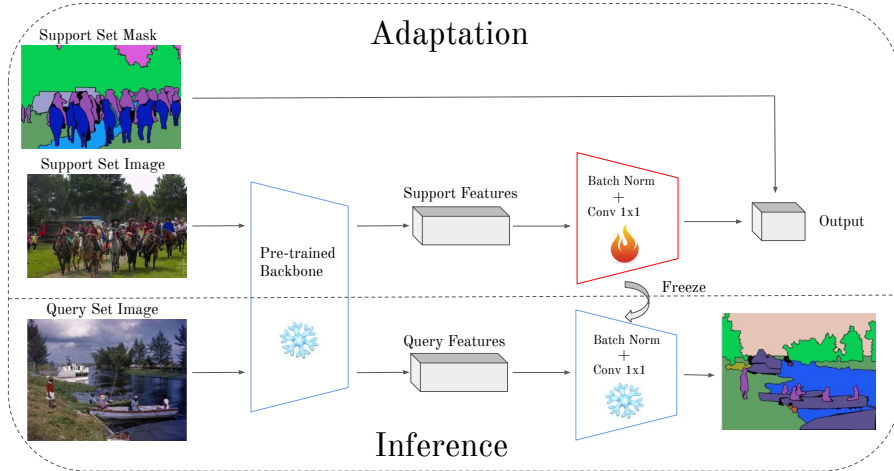 Adaptation
Support Set Mask
Support Set Image
Pre-trained
Backbone
Support Features
Batch Norm
+
Conv 1x1
Output
Freeze
Query Set Image
Query Features
Batch Norm
+
Conv 1x1
Inference